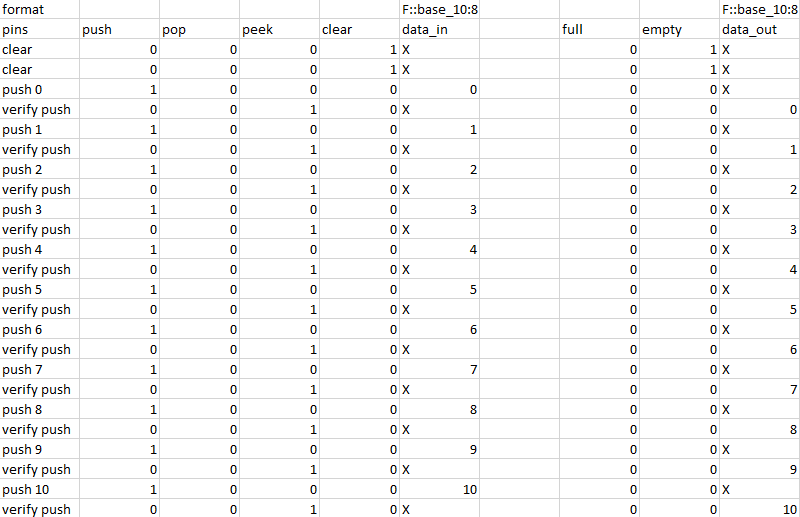 format F::base_10:8 F::base_10:8
pins push pop peek clear data_in full empty data_out
clear 0 0 0 1 X 0 1 X
clear 0 0 0 1 X 0 1 X
push 0 1 0 0 0 0 0 0 X
verify push 0 0 1 0 X 0 0 0
push 1 1 0 0 0 1 0 0 X
verify push 0 0 1 0 X 0 0 1
push 2 1 0 0 0 2 0 0 X
verify push 0 0 1 0 X 0 0 2
push 3 1 0 0 0 3 0 0 X
verify push 0 0 1 0 X 0 0 3
push 4 1 0 0 0 4 0 0 X
verify push 0 0 1 0 X 0 0 4
push 5 1 0 0 0 5 0 0 X
verify push 0 0 1 0 X 0 0 5
push 6 1 0 0 0 6 0 0 X
verify push 0 0 1 0 X 0 0 6
push 7 1 0 0 0 7 0 0 X
verify push 0 0 1 0 X 0 0 7
push 8 1 0 0 0 8 0 0 X
verify push 0 0 1 0 X 0 0 8
push 9 1 0 0 0 9 0 0 X
verify push 0 0 1 0 X 0 0 9
push 10 1 0 0 0 10 0 0 X
verify push 0 0 1 0 X 0 0 10